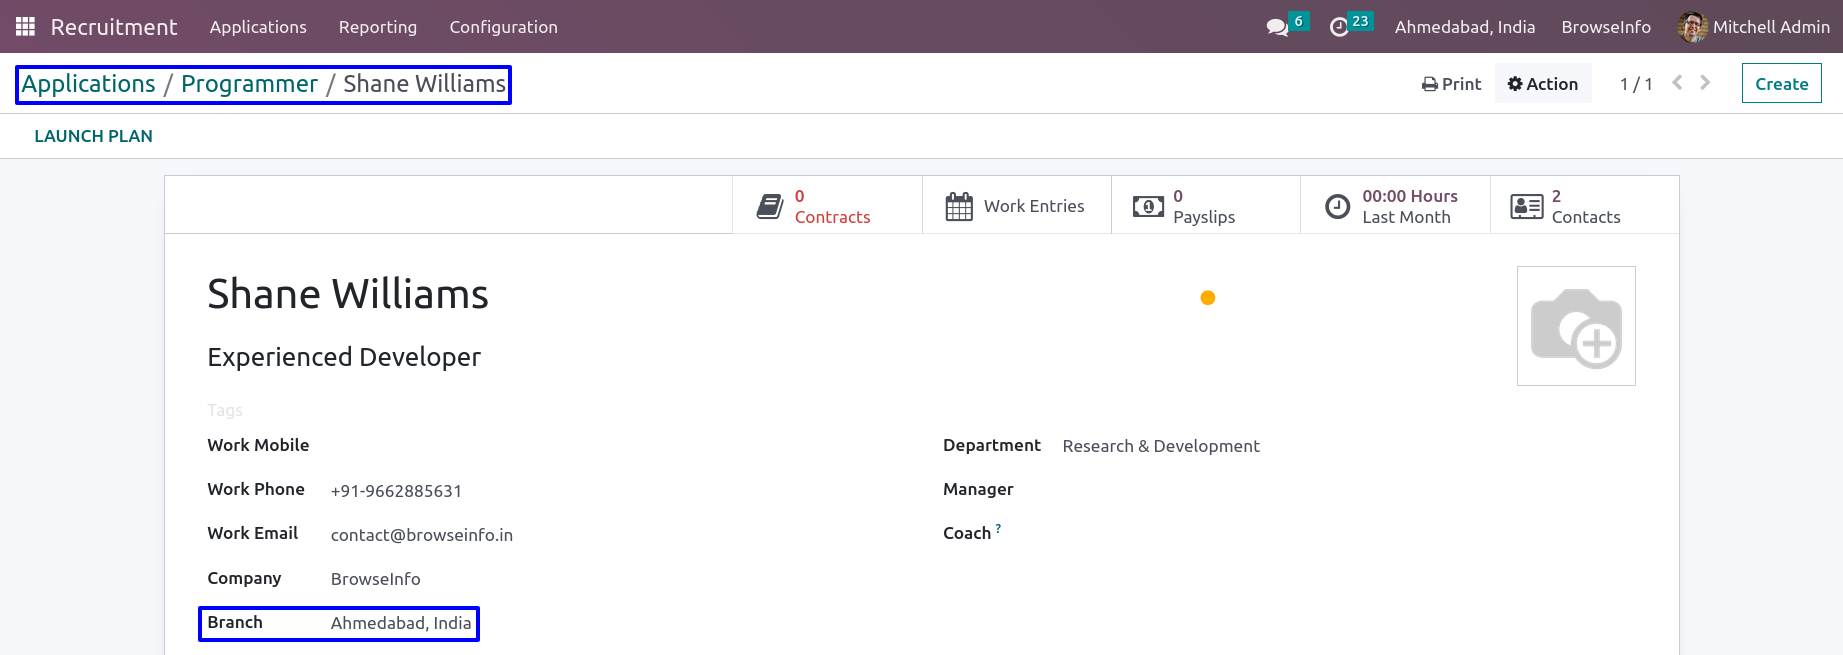 Recruitment Applications Reporting Configuration 6 23 Ahmedabad, India BrowseInfo Mitchell Admin
Applications / Programmer / Shane Williams Print Action 1 / 1 Create
LAUNCH PLAN
0 Contracts
Work Entries
0 Payslips
00:00 Hours Last Month
2 Contacts
Shane Williams
Experienced Developer
Tags
Work Mobile
Work Phone +91-9662885631
Work Email contact@browseinfo.in
Company BrowseInfo
Branch Ahmedabad, India
Department Research & Development
Manager
Coach ?